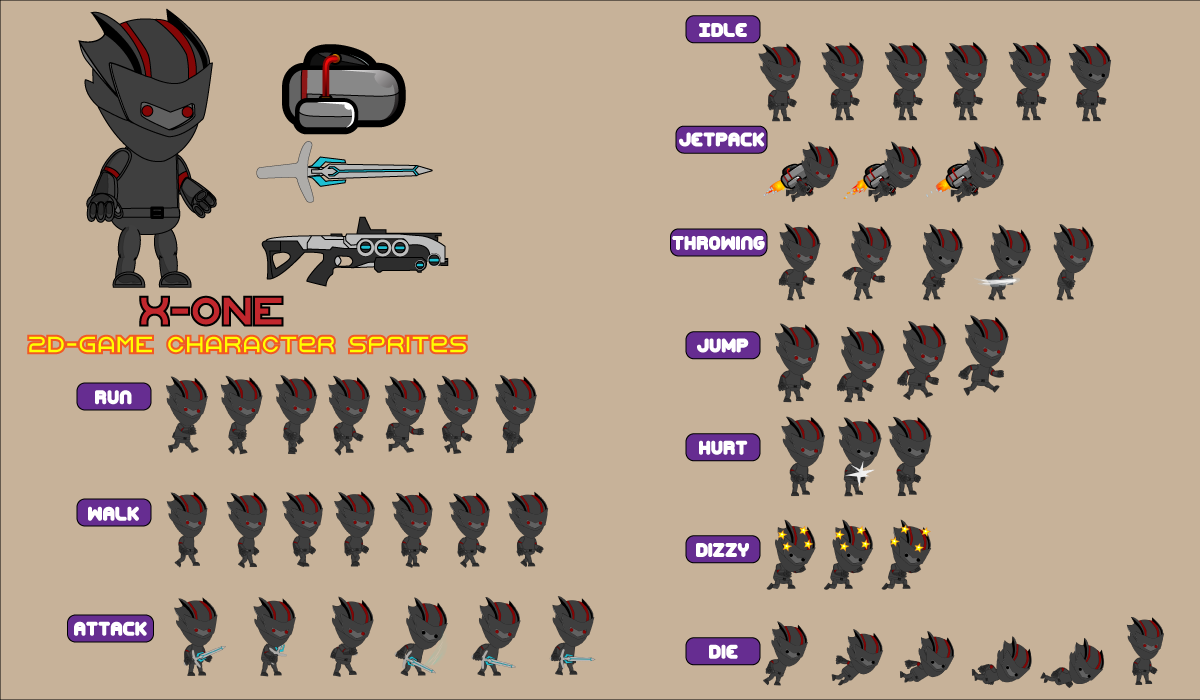 X-ONE
2D-GAME CHARACTER SPRITES
RUN
WALK
ATTACK
IDLE
JETPACK
THROWING
JUMP
HURT
DIZZY
DIE